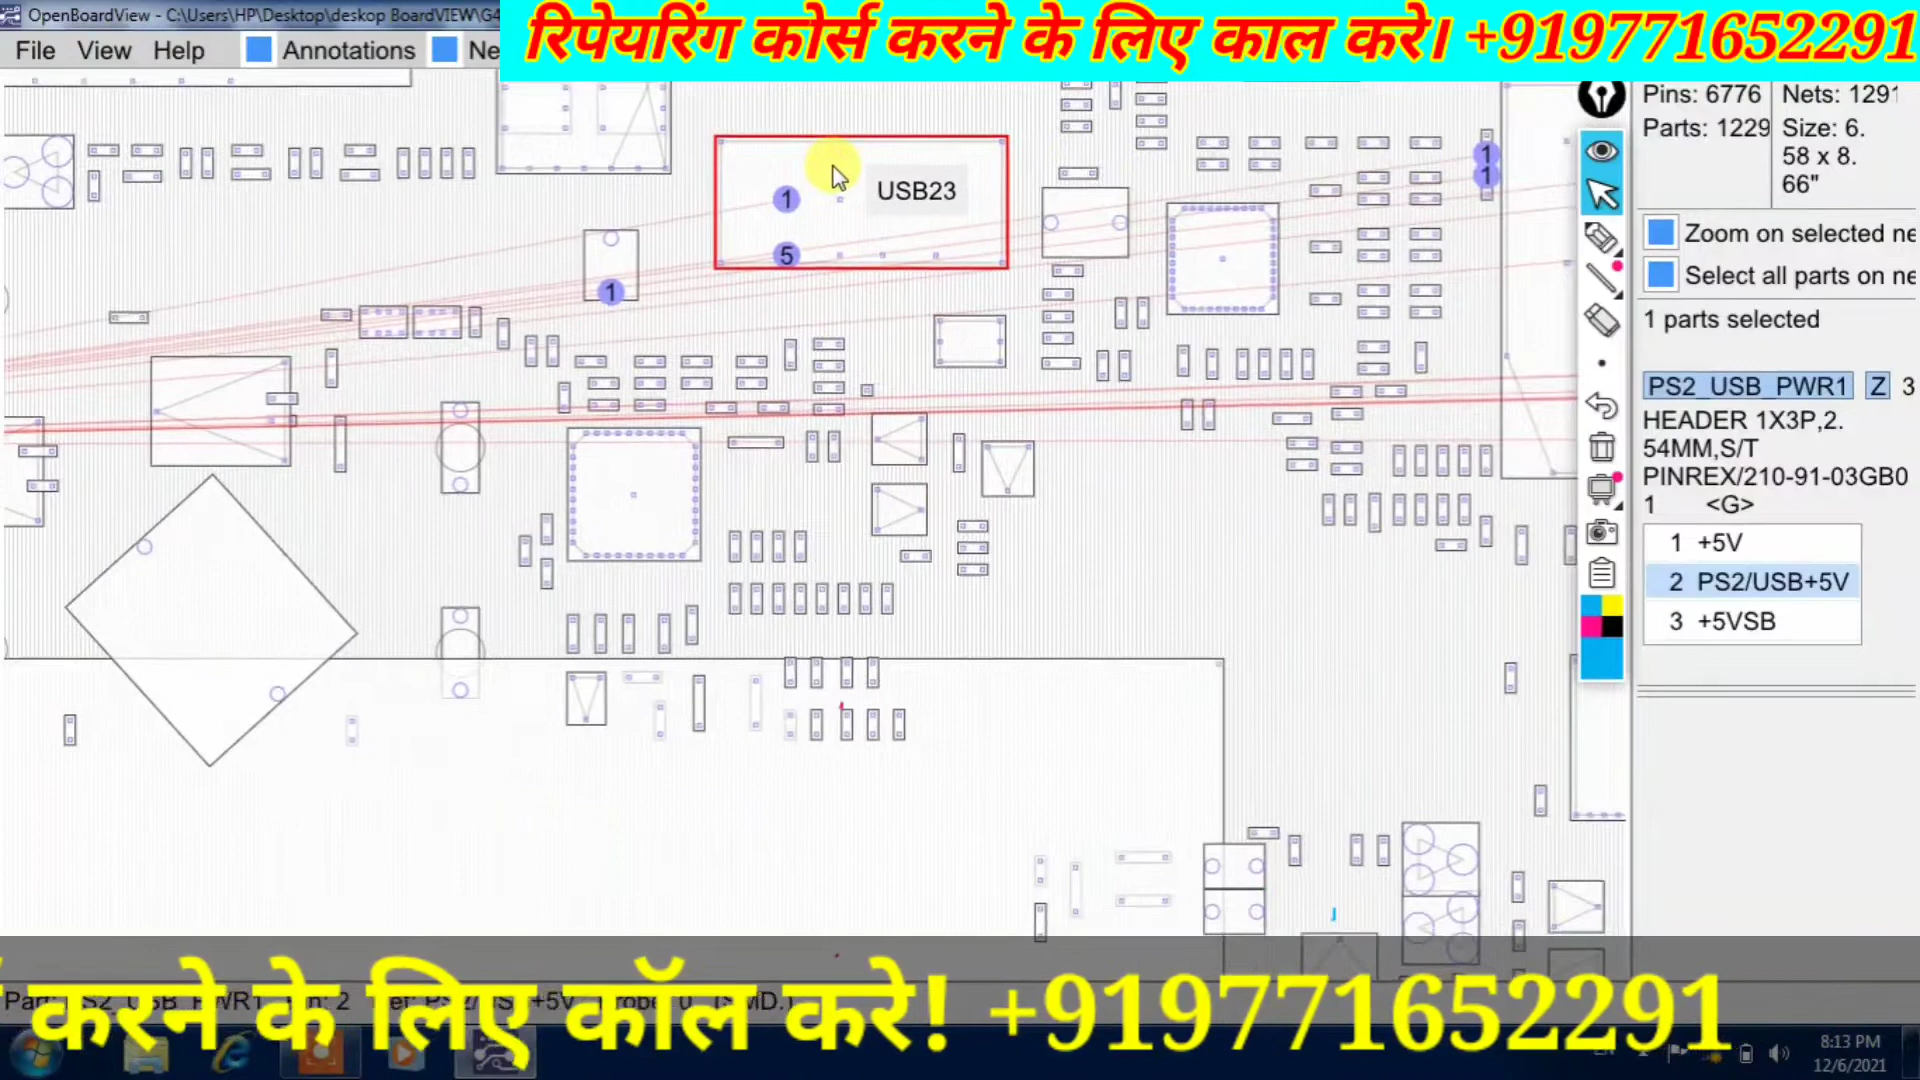 OpenBoardView - C:\Users\HP\Desktop\deskop BoardVIEW\G4
रिपेयरिंग कोर्स करने के लिए काल करे। +919771652291
File View Help Annotations Ne
Pins: 6776 Nets: 1291
Parts: 1229 Size: 6.
58 x 8.
66"
Zoom on selected ne
Select all parts on ne
1 parts selected
PS2_USB_PWR1 Z 3
HEADER 1X3P,2.
54MM,S/T
PINREX/210-91-03GB0
1 <G>
1 +5V
2 PS2/USB+5V
3 +5VSB
USB23
1
5
1
1
1
करने के लिए कॉल करे! +919771652291
8:13 PM
12/6/2021